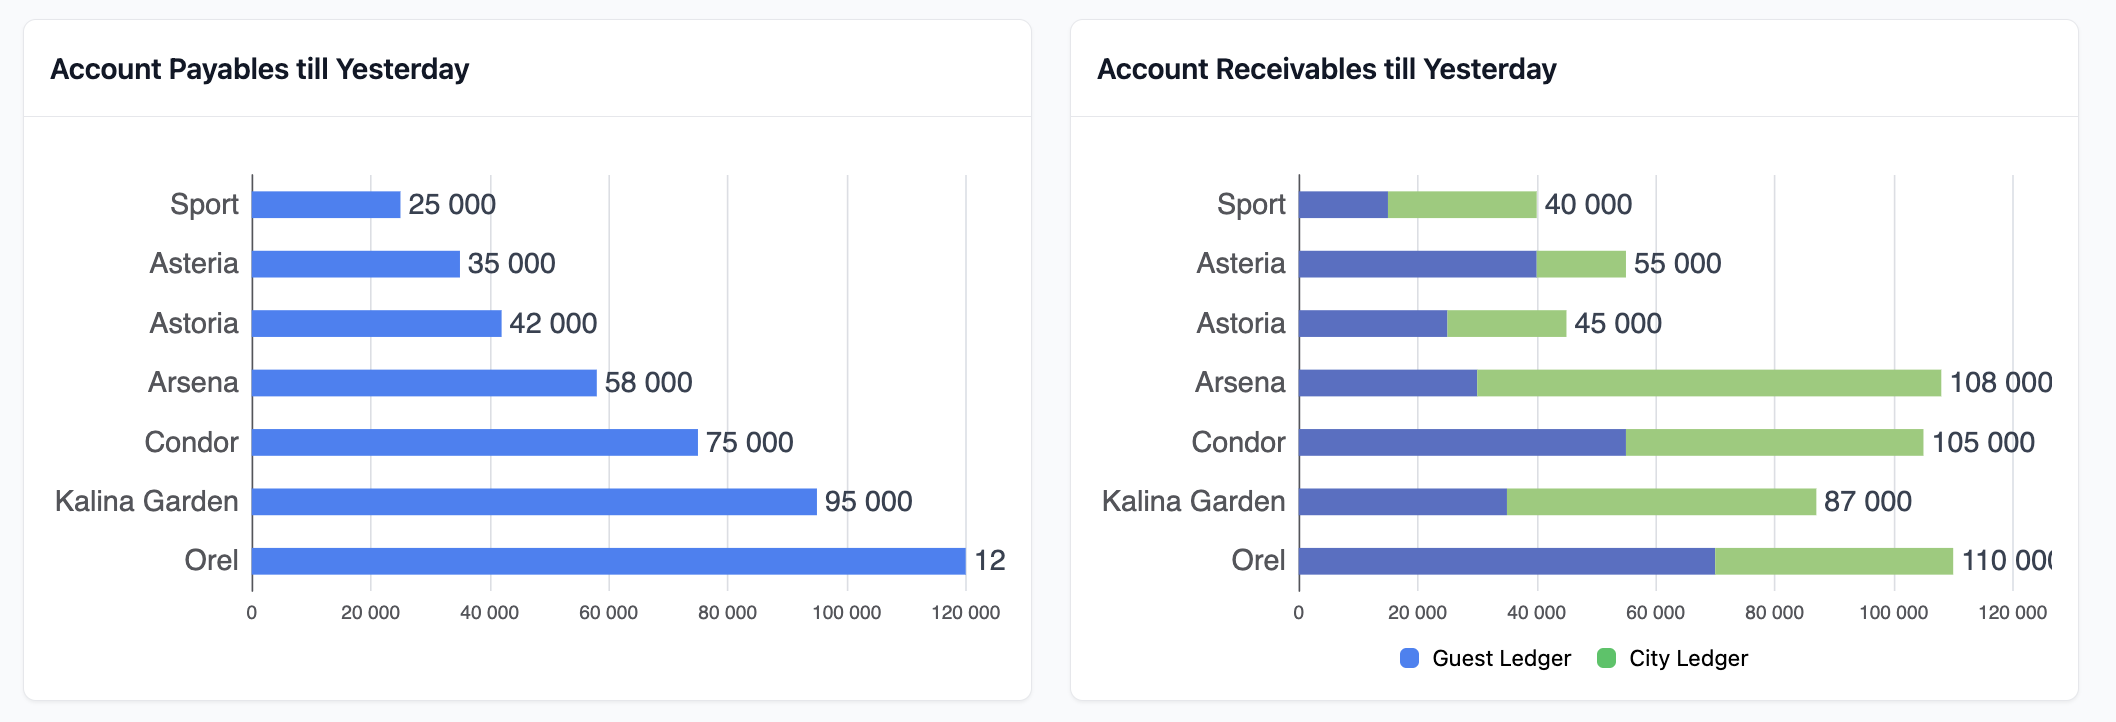 Account Payables till Yesterday
Sport 25 000
Asteria 35 000
Astoria 42 000
Arsena 58 000
Condor 75 000
Kalina Garden 95 000
Orel 12
0 20 000 40 000 60 000 80 000 100 000 120 000
Account Receivables till Yesterday
Sport 40 000
Asteria 55 000
Astoria 45 000
Arsena 108 000
Condor 105 000
Kalina Garden 87 000
Orel 110 000
0 20 000 40 000 60 000 80 000 100 000 120 000
Guest Ledger City Ledger